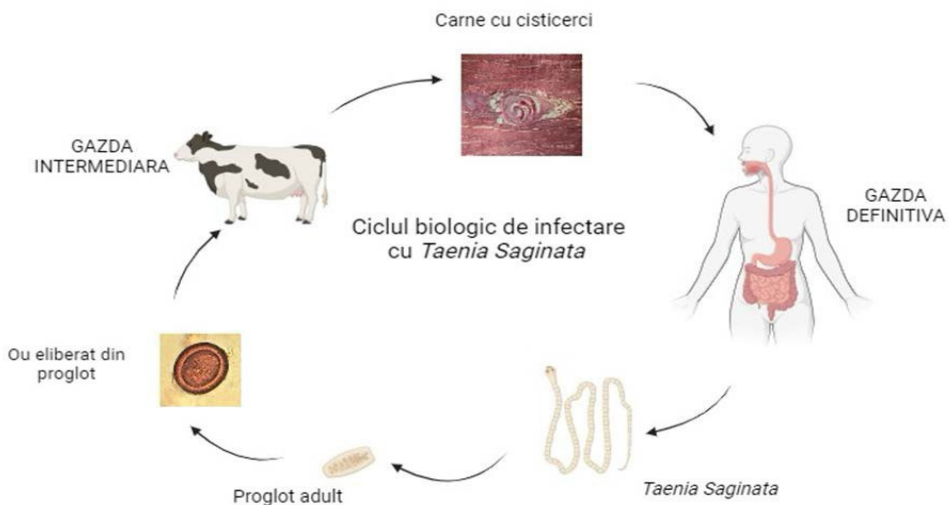 Carne cu cisticerci
GAZDA
INTERMEDIARA
GAZDA
DEFINITIVA
Ciclul biologic de infectare
cu Taenia Saginata
Ou eliberat din
proglot
Proglot adult
Taenia Saginata